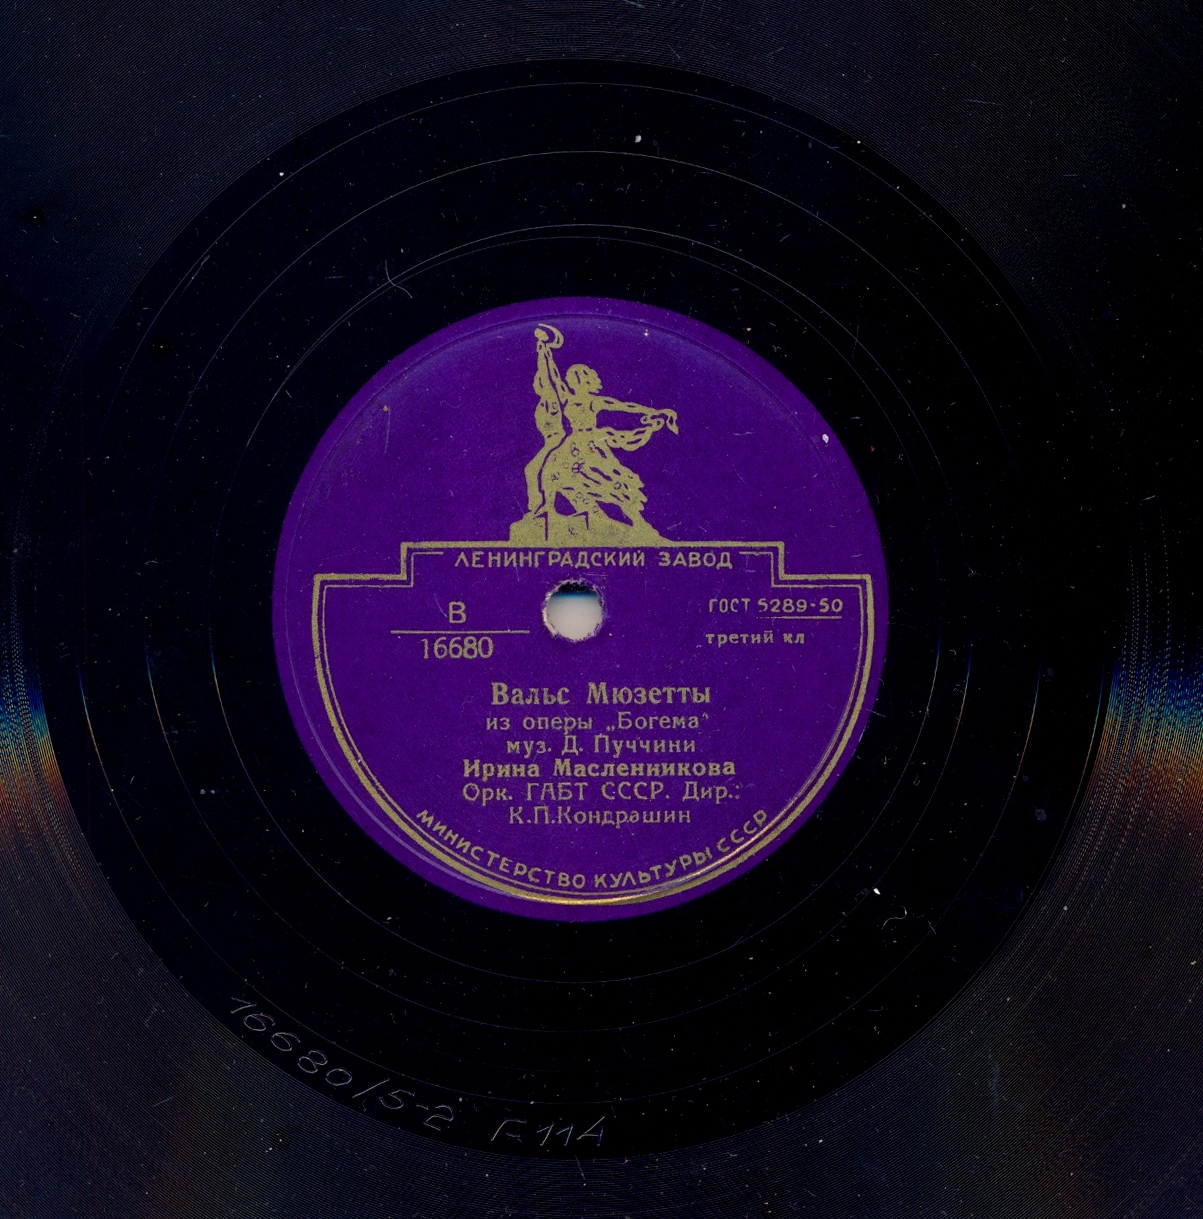 ЛЕНИНГРАДСКИЙ ЗАВОД
В
16680
ГОСТ 5289-50
третий кл
Вальс Мюзетты
из оперы „Богема“
муз. Д. Пуччини
Ирина Масленникова
Орк. ГАБТ СССР. Дир.:
К.П.Кондрашин
МИНИСТЕРСТВО КУЛЬТУРЫ СССР
16680/5-2 Г-114